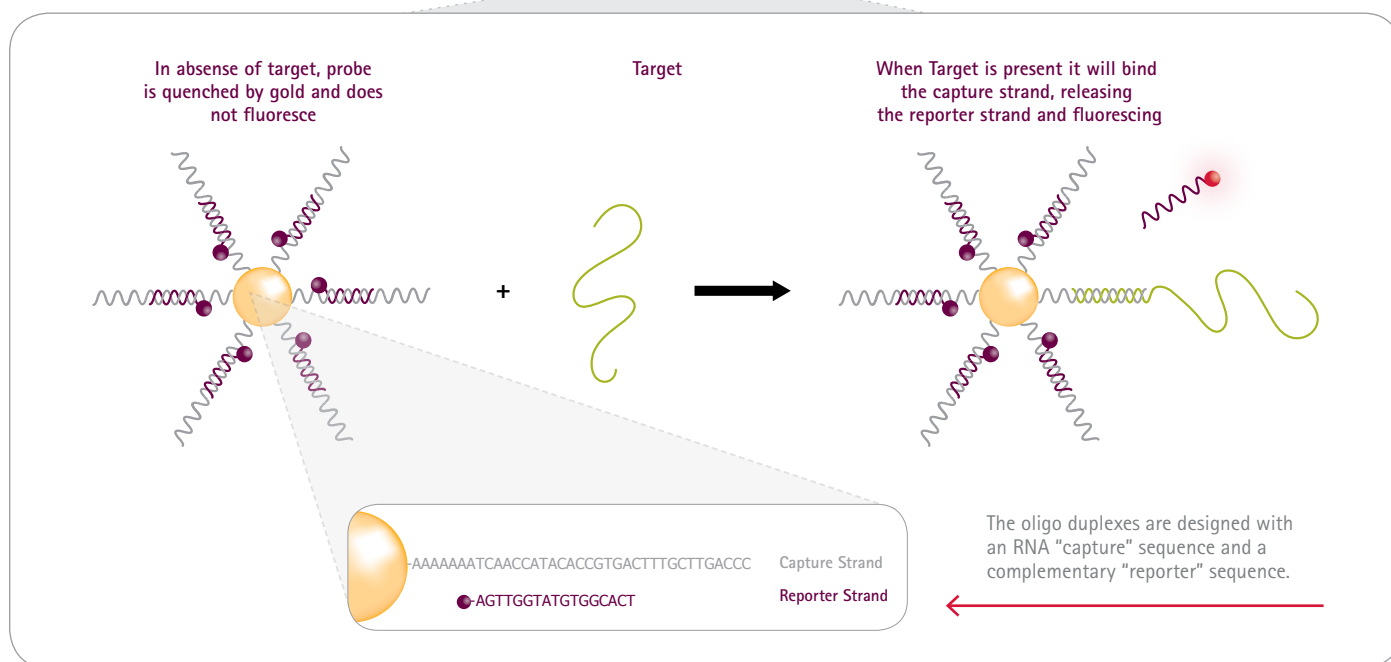 In absense of target, probe
is quenched by gold and does
not fluoresce
Target
When Target is present it will bind
the capture strand, releasing
the reporter strand and fluorescing
+
-AAAAAAATCAACCATACACCGTGACTTTGCTTGACCC Capture Strand
-AGTTGGTATGTGGCACT Reporter Strand
The oligo duplexes are designed with
an RNA “capture” sequence and a
complementary “reporter” sequence.